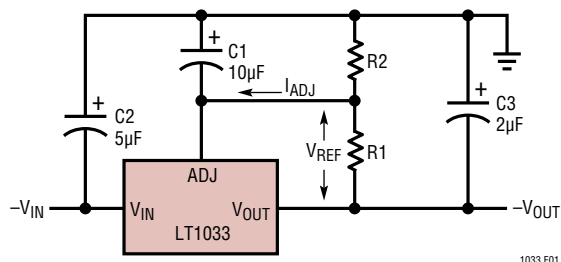 C1
10µF
R2
I_ADJ
C2
5µF
C3
2µF
V_REF
R1
ADJ
–V_IN
V_IN
V_OUT
–V_OUT
LT1033
1033 F01